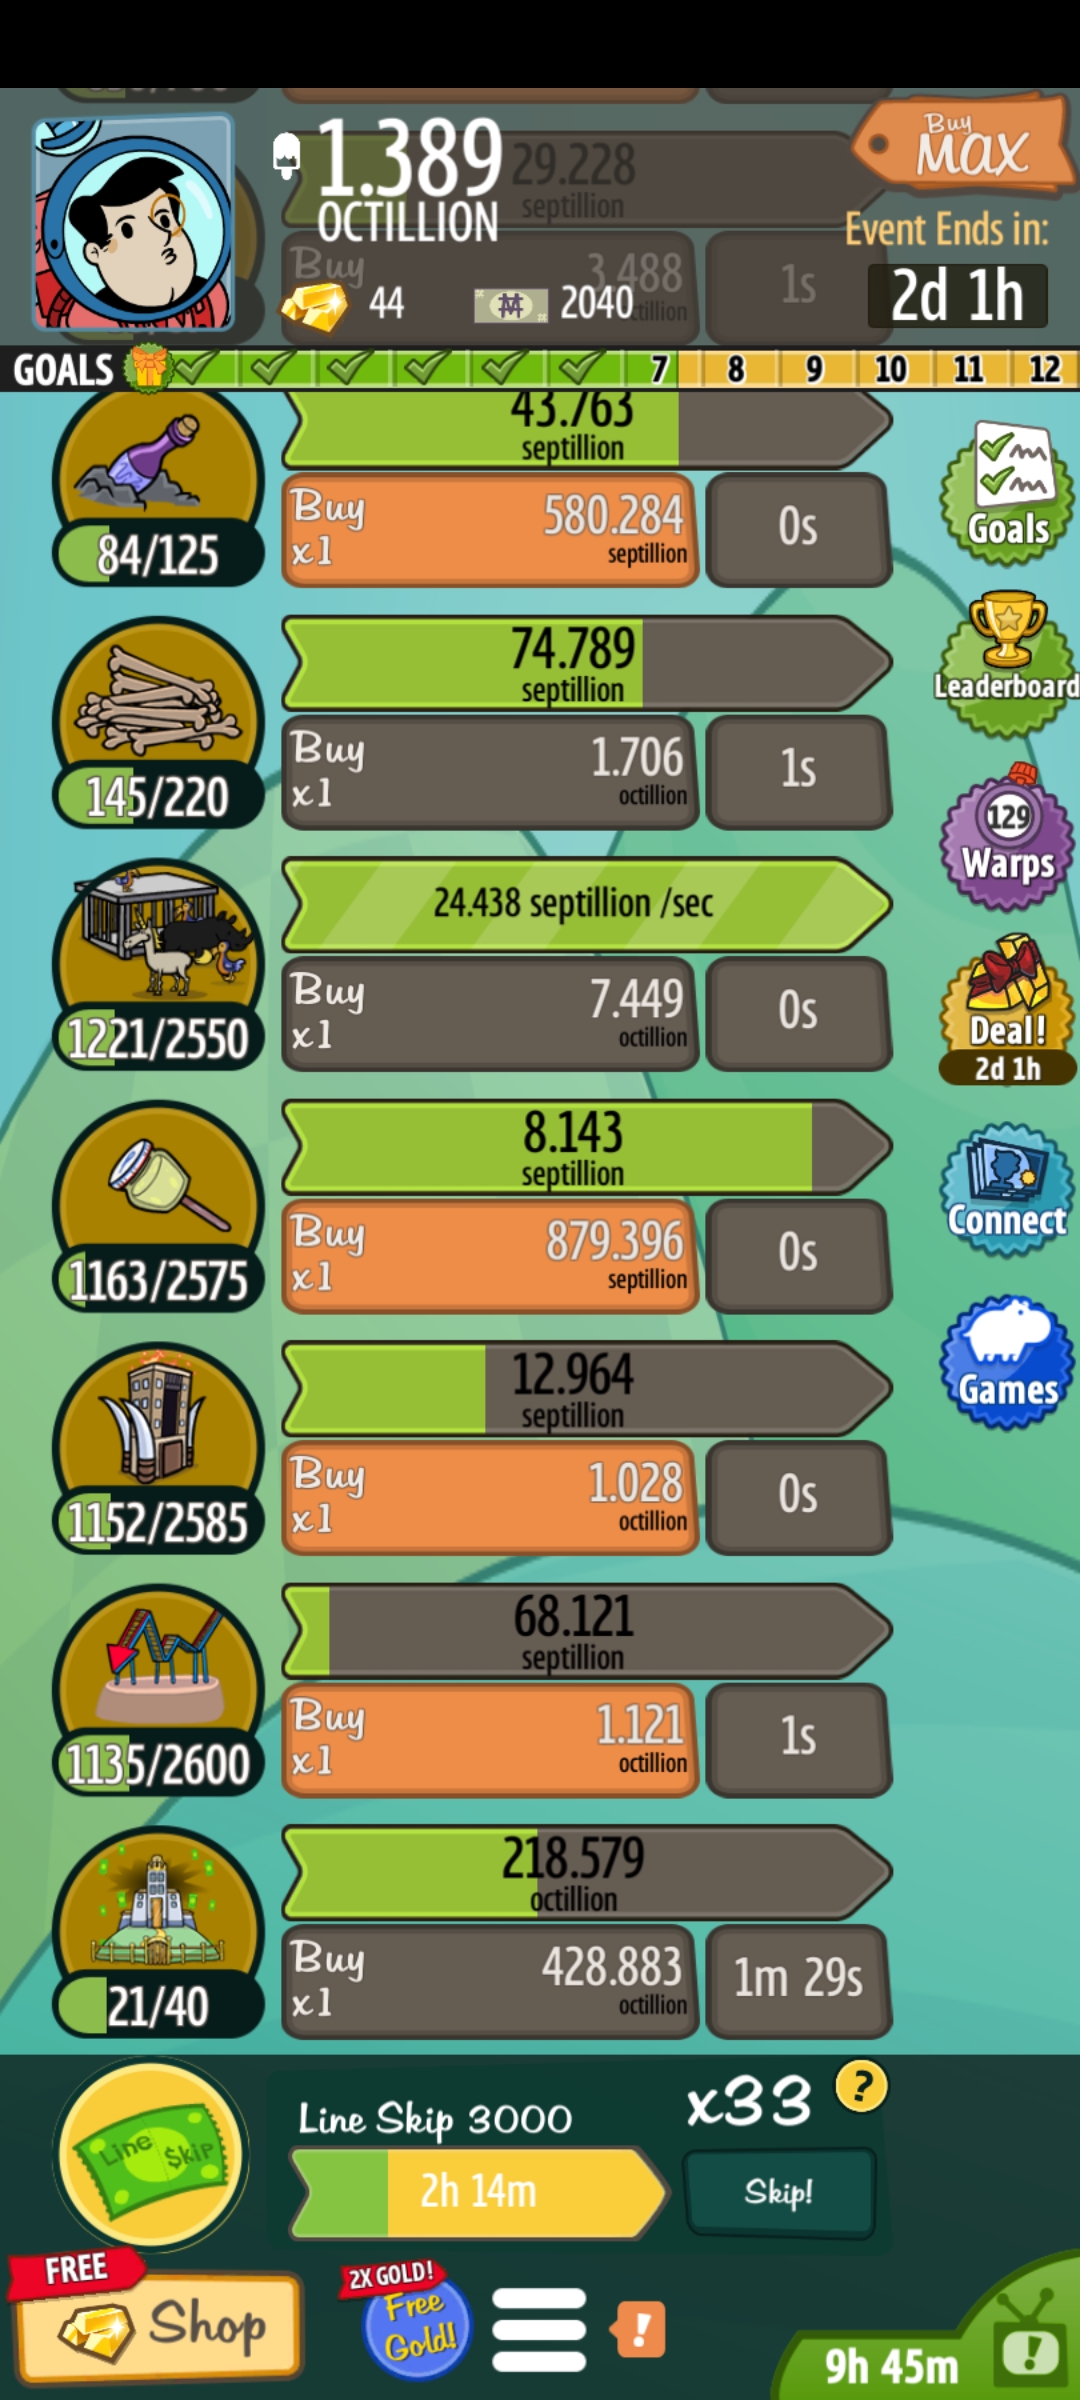 1.389
OCTILLION
29.228
septillion
Buy
MAX
Event Ends in:
2d 1h
Buy
3.488
1s
44
2040
GOALS
7
8
9
10
11
12
43.763
septillion
Buy
x1
580.284
septillion
0s
84/125
Goals
74.789
septillion
Leaderboard
Buy
x1
1.706
octillion
1s
145/220
129
Warps
24.438 septillion /sec
Buy
x1
7.449
octillion
0s
1221/2550
Deal!
2d 1h
8.143
septillion
Connect
Buy
x1
879.396
septillion
0s
1163/2575
12.964
septillion
Games
Buy
x1
1.028
octillion
0s
1152/2585
68.121
septillion
Buy
x1
1.121
octillion
1s
1135/2600
218.579
octillion
Buy
x1
428.883
octillion
1m 29s
21/40
Line Skip 3000
x33
?
Line $kip
2h 14m
Skip!
FREE
Shop
2X GOLD!
Free
Gold!
!
9h 45m
!